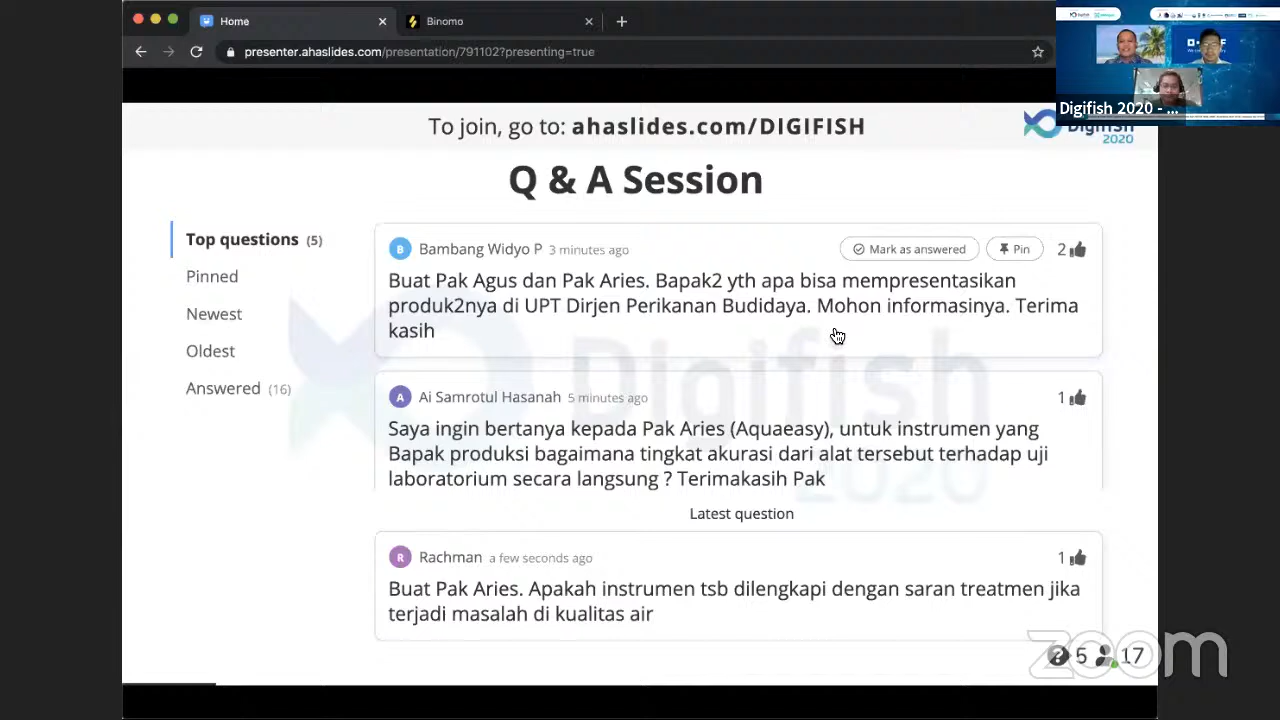 Home
Binomo
presenter.ahaslides.com/presentation/791102?presenting=true
Digifish 2020 - ...
To join, go to: ahaslides.com/DIGIFISH
Digifish
2020
Q & A Session
Top questions (5)
Pinned
Newest
Oldest
Answered (16)
B Bambang Widyo P 3 minutes ago Mark as answered Pin 2
Buat Pak Agus dan Pak Aries. Bapak2 yth apa bisa mempresentasikan
produk2nya di UPT Dirjen Perikanan Budidaya. Mohon informasinya. Terima
kasih
A Ai Samrotul Hasanah 5 minutes ago 1
Saya ingin bertanya kepada Pak Aries (Aquaeasy), untuk instrumen yang
Bapak produksi bagaimana tingkat akurasi dari alat tersebut terhadap uji
laboratorium secara langsung ? Terimakasih Pak
Digifish
2020
Latest question
R Rachman a few seconds ago 1
Buat Pak Aries. Apakah instrumen tsb dilengkapi dengan saran treatmen jika
terjadi masalah di kualitas air
5 17
zoom